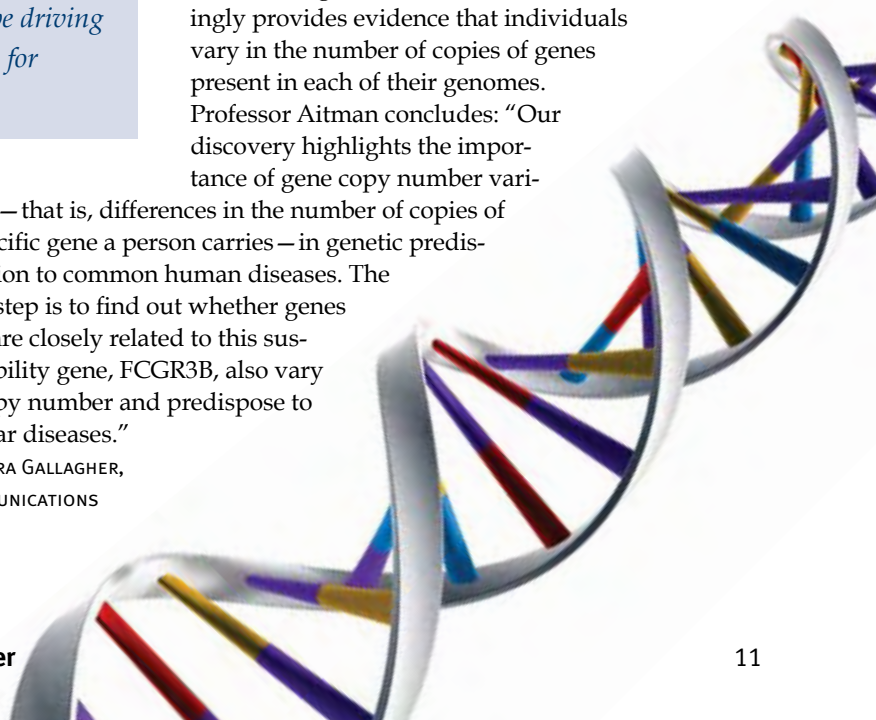 be driving
for
ingly provides evidence that individuals
vary in the number of copies of genes
present in each of their genomes.
Professor Aitman concludes: “Our
discovery highlights the impor-
tance of gene copy number vari-
—that is, differences in the number of copies of
cific gene a person carries—in genetic predis-
ion to common human diseases. The
step is to find out whether genes
are closely related to this sus-
bility gene, FCGR3B, also vary
py number and predispose to
ar diseases.”
RA GALLAGHER,
UNICATIONS
er
11